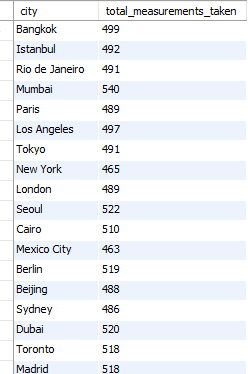 city total_measurements_taken
Bangkok 499
Istanbul 492
Rio de Janeiro 491
Mumbai 540
Paris 489
Los Angeles 497
Tokyo 491
New York 465
London 489
Seoul 522
Cairo 510
Mexico City 463
Berlin 519
Beijing 488
Sydney 486
Dubai 520
Toronto 518
Madrid 518